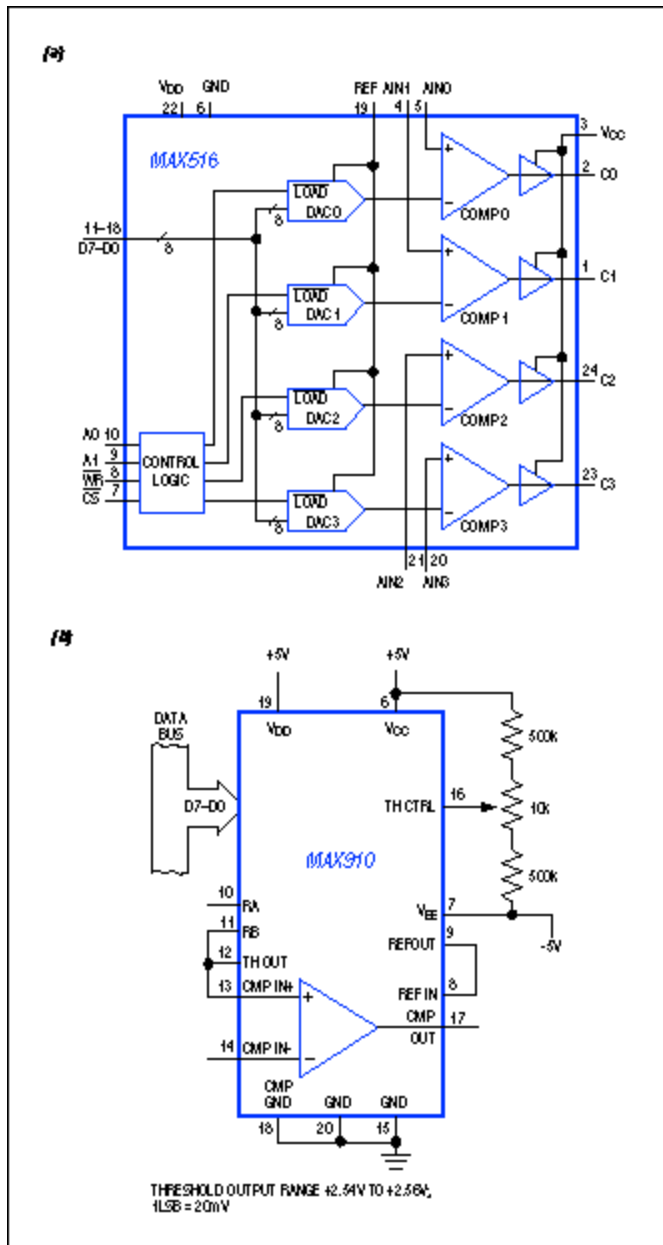 (a)
VDD GND
22 6
REF AIN1 AIN0
19 4 5
3 VCC
MAX516
LOAD
DAC0
8
+
-
COMP0
2 C0
11-18
D7-D0
8
LOAD
DAC1
8
+
-
COMP1
1 C1
LOAD
DAC2
8
+
-
COMP2
24 C2
A0 10
A1 9
WR 8
CS 7
CONTROL
LOGIC
LOAD
DAC3
8
+
-
COMP3
23 C3
21 20
AIN2 AIN3
+5V +5V
19 6
VDD VCC
DATA
BUS
D7-D0
500k
16
TH CTRL
10k
MAX910
500k
10 RA
11 RB
12 TH OUT
13 CMP IN+
14 CMP IN-
+
-
7
VEE
-5V
9
REFOUT
8
REF IN
CMP 17
OUT
CMP
GND GND GND
18 20 15
THRESHOLD OUTPUT RANGE +2.54V TO +2.56V,
1LSB = 20mV